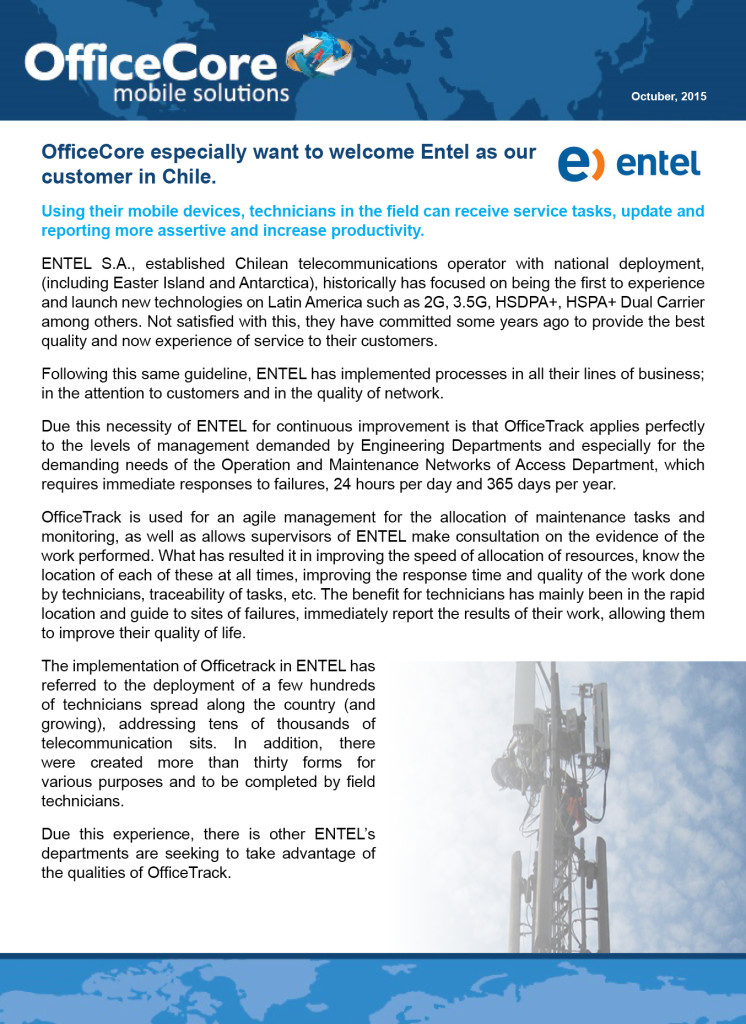 OfficeCore
mobile solutions
Octuber, 2015
OfficeCore especially want to welcome Entel as our
customer in Chile.
e) entel
Using their mobile devices, technicians in the field can receive service tasks, update and
reporting more assertive and increase productivity.
ENTEL S.A., established Chilean telecommunications operator with national deployment,
(including Easter Island and Antarctica), historically has focused on being the first to experience
and launch new technologies on Latin America such as 2G, 3.5G, HSDPA+, HSPA+ Dual Carrier
among others. Not satisfied with this, they have committed some years ago to provide the best
quality and now experience of service to their customers.
Following this same guideline, ENTEL has implemented processes in all their lines of business;
in the attention to customers and in the quality of network.
Due this necessity of ENTEL for continuous improvement is that OfficeTrack applies perfectly
to the levels of management demanded by Engineering Departments and especially for the
demanding needs of the Operation and Maintenance Networks of Access Department, which
requires immediate responses to failures, 24 hours per day and 365 days per year.
OfficeTrack is used for an agile management for the allocation of maintenance tasks and
monitoring, as well as allows supervisors of ENTEL make consultation on the evidence of the
work performed. What has resulted it in improving the speed of allocation of resources, know the
location of each of these at all times, improving the response time and quality of the work done
by technicians, traceability of tasks, etc. The benefit for technicians has mainly been in the rapid
location and guide to sites of failures, immediately report the results of their work, allowing them
to improve their quality of life.
The implementation of Officetrack in ENTEL has
referred to the deployment of a few hundreds
of technicians spread along the country (and
growing), addressing tens of thousands of
telecommunication sits. In addition, there
were created more than thirty forms for
various purposes and to be completed by field
technicians.
Due this experience, there is other ENTEL's
departments are seeking to take advantage of
the qualities of OfficeTrack.